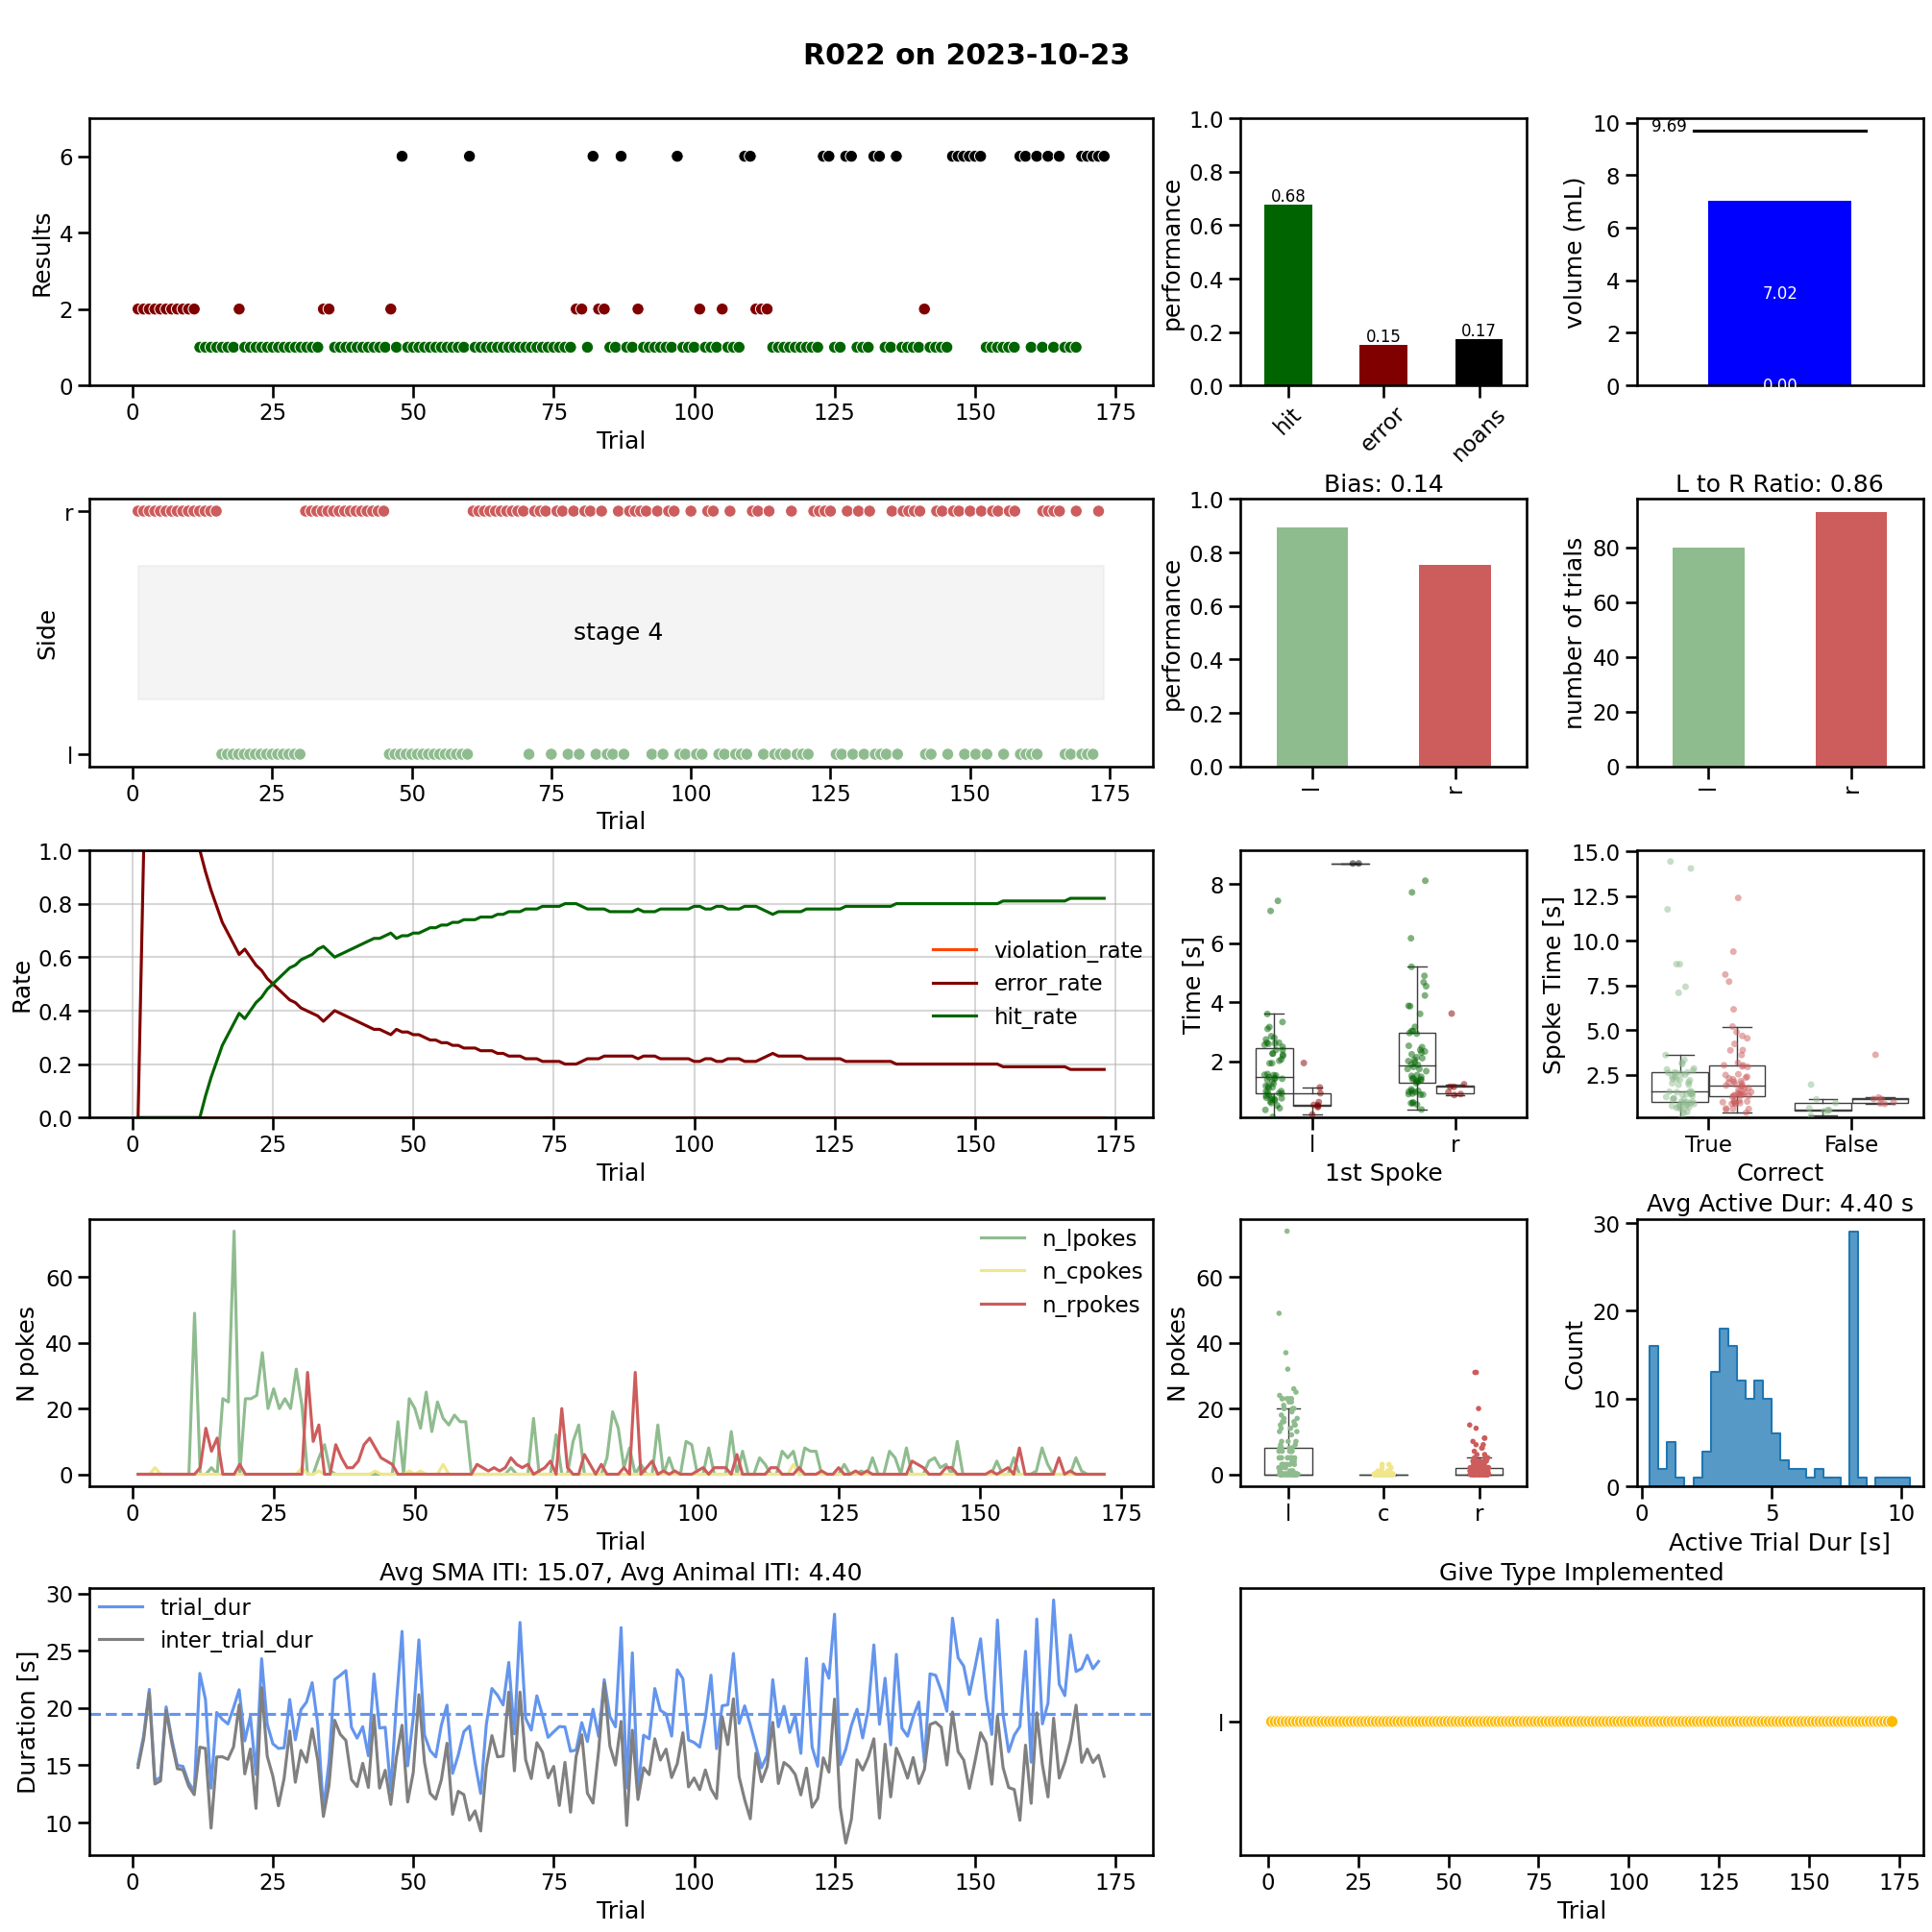 R022 on 2023-10-23
Results
6
4
2
0
0 25 50 75 100 125 150 175
Trial
performance
1.0
0.8
0.6
0.4
0.2
0.0
0.68
0.15
0.17
hit error noans
volume (mL)
10
8
6
4
2
0
9.69
7.02
0.00
Side
r
l
stage 4
0 25 50 75 100 125 150 175
Trial
Bias: 0.14
performance
1.0
0.8
0.6
0.4
0.2
0.0
l r
L to R Ratio: 0.86
number of trials
80
60
40
20
0
l r
Rate
1.0
0.8
0.6
0.4
0.2
0.0
violation_rate
error_rate
hit_rate
0 25 50 75 100 125 150 175
Trial
Time [s]
8
6
4
2
l r
1st Spoke
Spoke Time [s]
15.0
12.5
10.0
7.5
5.0
2.5
True False
Correct
N pokes
60
40
20
0
n_lpokes
n_cpokes
n_rpokes
0 25 50 75 100 125 150 175
Trial
N pokes
60
40
20
0
l c r
Avg Active Dur: 4.40 s
Count
30
20
10
0
0 5 10
Active Trial Dur [s]
Avg SMA ITI: 15.07, Avg Animal ITI: 4.40
Duration [s]
30
25
20
15
10
trial_dur
inter_trial_dur
0 25 50 75 100 125 150 175
Trial
Give Type Implemented
l
0 25 50 75 100 125 150 175
Trial